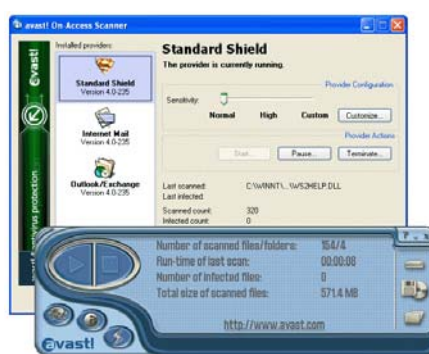 avast! On-Access Scanner
Installed providers:
Standard Shield
Version 4.0-235
Internet Mail
Version 4.0-235
Outlook/Exchange
Version 4.0-235
avast!
avast! antivirus protection
Standard Shield
The provider is currently running.
Provider Configuration
Sensitivity:
Normal High Custom Customize...
Provider Actions
Start... Pause... Terminate...
Last scanned: C:\WINNT\...\WS2HELP.DLL
Last infected:
Scanned count: 320
Infected count: 0
Number of scanned files/folders: 154/4
Run-time of last scan: 00:00:08
Number of infected files: 0
Total size of scanned files: 571.4 MB
http://www.avast.com
avast!